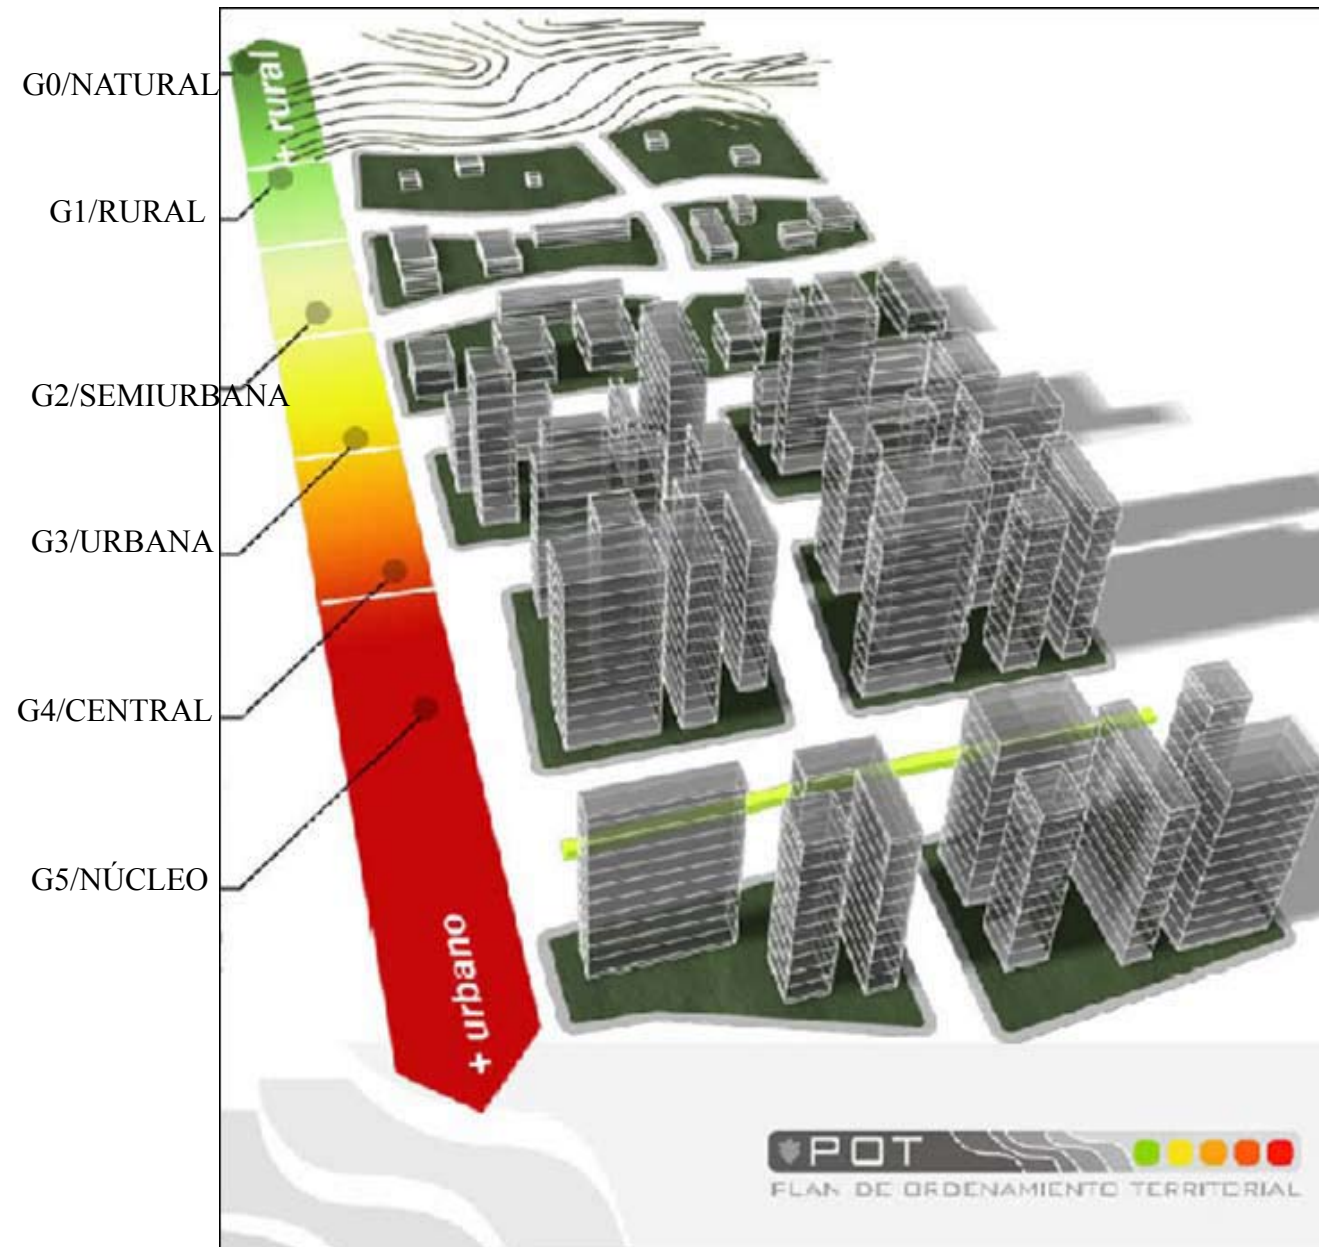 + rural
G0/NATURAL
G1/RURAL
G2/SEMIURBANA
G3/URBANA
G4/CENTRAL
G5/NÚCLEO
+ urbano
POT
PLAN DE ORDENAMIENTO TERRITORIAL